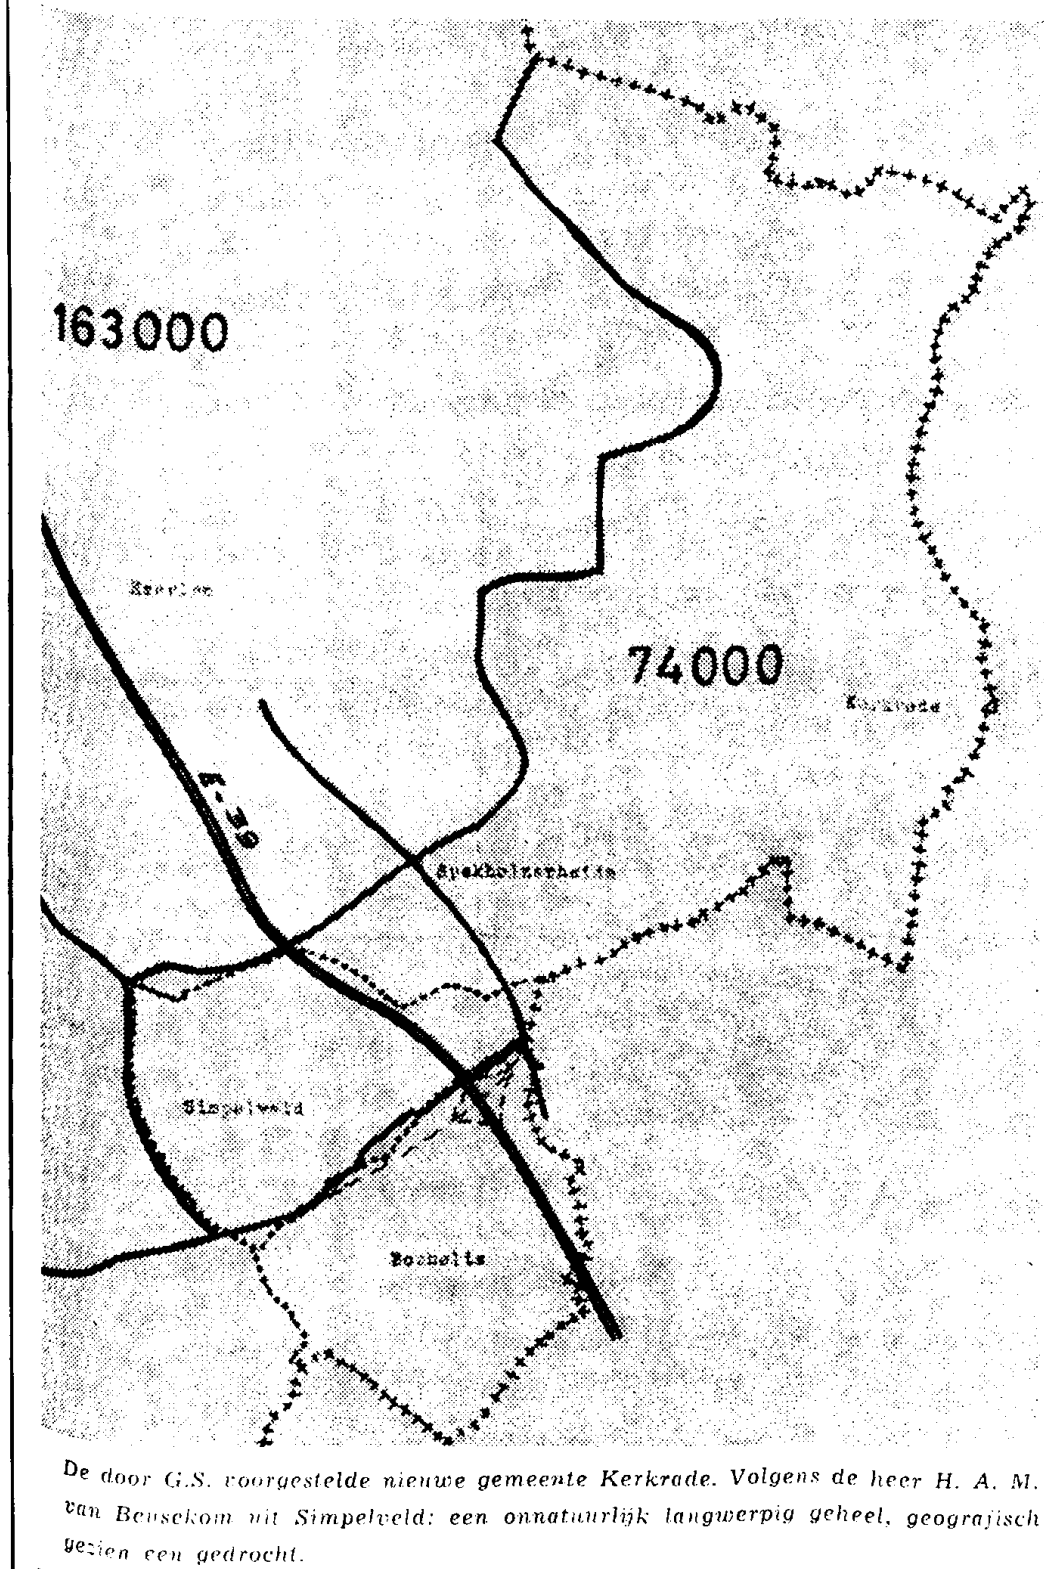 163000
Heerlen
74000
Kerkrade
E-39
Spekholzerheide
Simpelveld
Bocholtz
De door G.S. voorgestelde nieuwe gemeente Kerkrade. Volgens de heer H. A. M.
van Beusekom uit Simpelveld: een onnatuurlijk langwerpig geheel, geografisch
gezien een gedrocht.